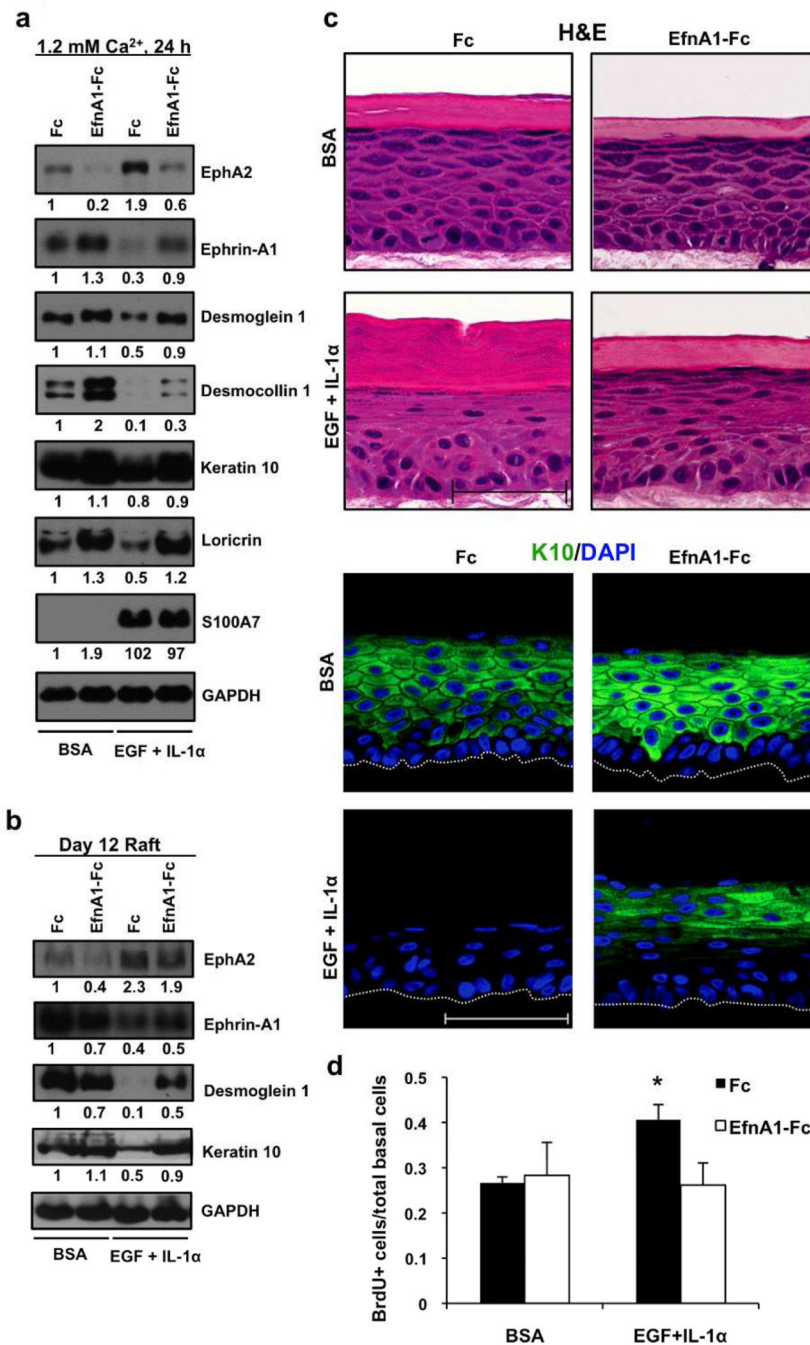 a
1.2 mM Ca²⁺, 24 h
Fc EfnA1-Fc Fc EfnA1-Fc
EphA2
1 0.2 1.9 0.6
Ephrin-A1
1 1.3 0.3 0.9
Desmoglein 1
1 1.1 0.5 0.9
Desmocollin 1
1 2 0.1 0.3
Keratin 10
1 1.1 0.8 0.9
Loricrin
1 1.3 0.5 1.2
S100A7
1 1.9 102 97
GAPDH
BSA EGF + IL-1α
b
Day 12 Raft
Fc EfnA1-Fc Fc EfnA1-Fc
EphA2
1 0.4 2.3 1.9
Ephrin-A1
1 0.7 0.4 0.5
Desmoglein 1
1 0.7 0.1 0.5
Keratin 10
1 1.1 0.5 0.9
GAPDH
BSA EGF + IL-1α
c
H&E
Fc EfnA1-Fc
BSA
EGF + IL-1α
K10/DAPI
Fc EfnA1-Fc
BSA
EGF + IL-1α
d
BrdU+ cells/total basal cells
0.5
0.4
0.3
0.2
0.1
0
*
Fc
EfnA1-Fc
BSA EGF+IL-1α